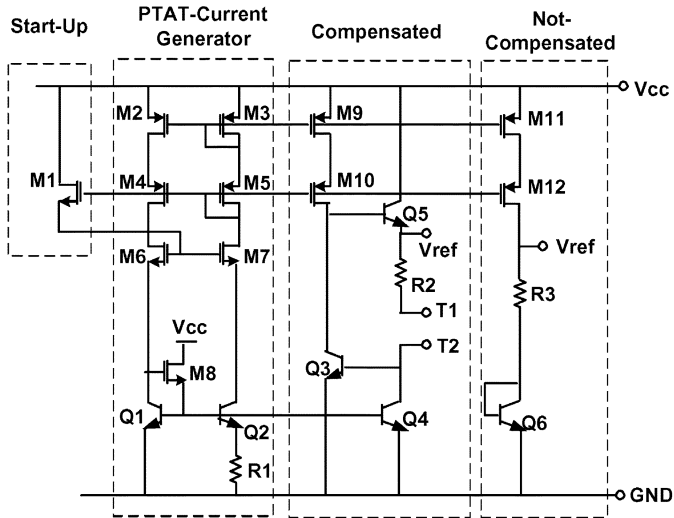 Start-Up
PTAT-Current
Generator
Compensated
Not-
Compensated
Vcc
M2
M3
M9
M11
M1
M4
M5
M10
M12
Q5
Vref
Vref
M6
M7
R2
R3
T1
Vcc
T2
M8
Q3
Q1
Q2
Q4
Q6
R1
GND